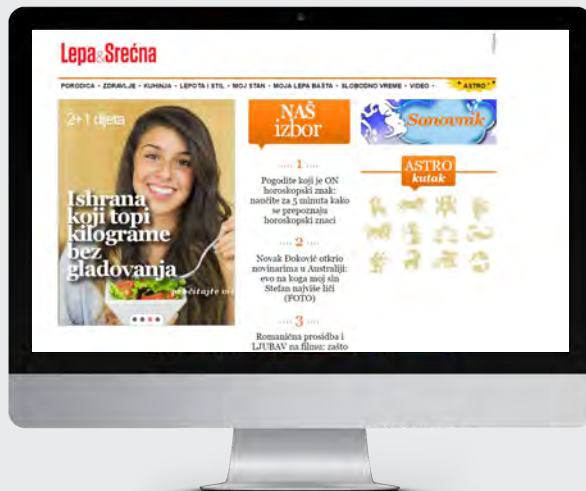 Lepa&Srećna
PORODICA - ZDRAVLJE - KUHINJA - LEPOTA I STIL - MOJ STAN - MOJA LEPA BAŠTA - SLOBODNO VREME - VIDEO -
ASTRO
2+1 dijeta
Ishrana
koji topi
kilograme
bez
gladovanja
pročitajte
NAŠ
izbor
1
Pogodite koji je ON
horoskopski znak:
naučite za 5 minuta kako
se prepoznaju
horoskopski znaci
2
Novak Đoković otkrio
novinarima u Australiji:
evo na koga moj sin
Stefan najviše liči
(FOTO)
3
Romanična prosidba i
LJUBAV na filmu: zašto
Sanovnik
ASTRO
kutak